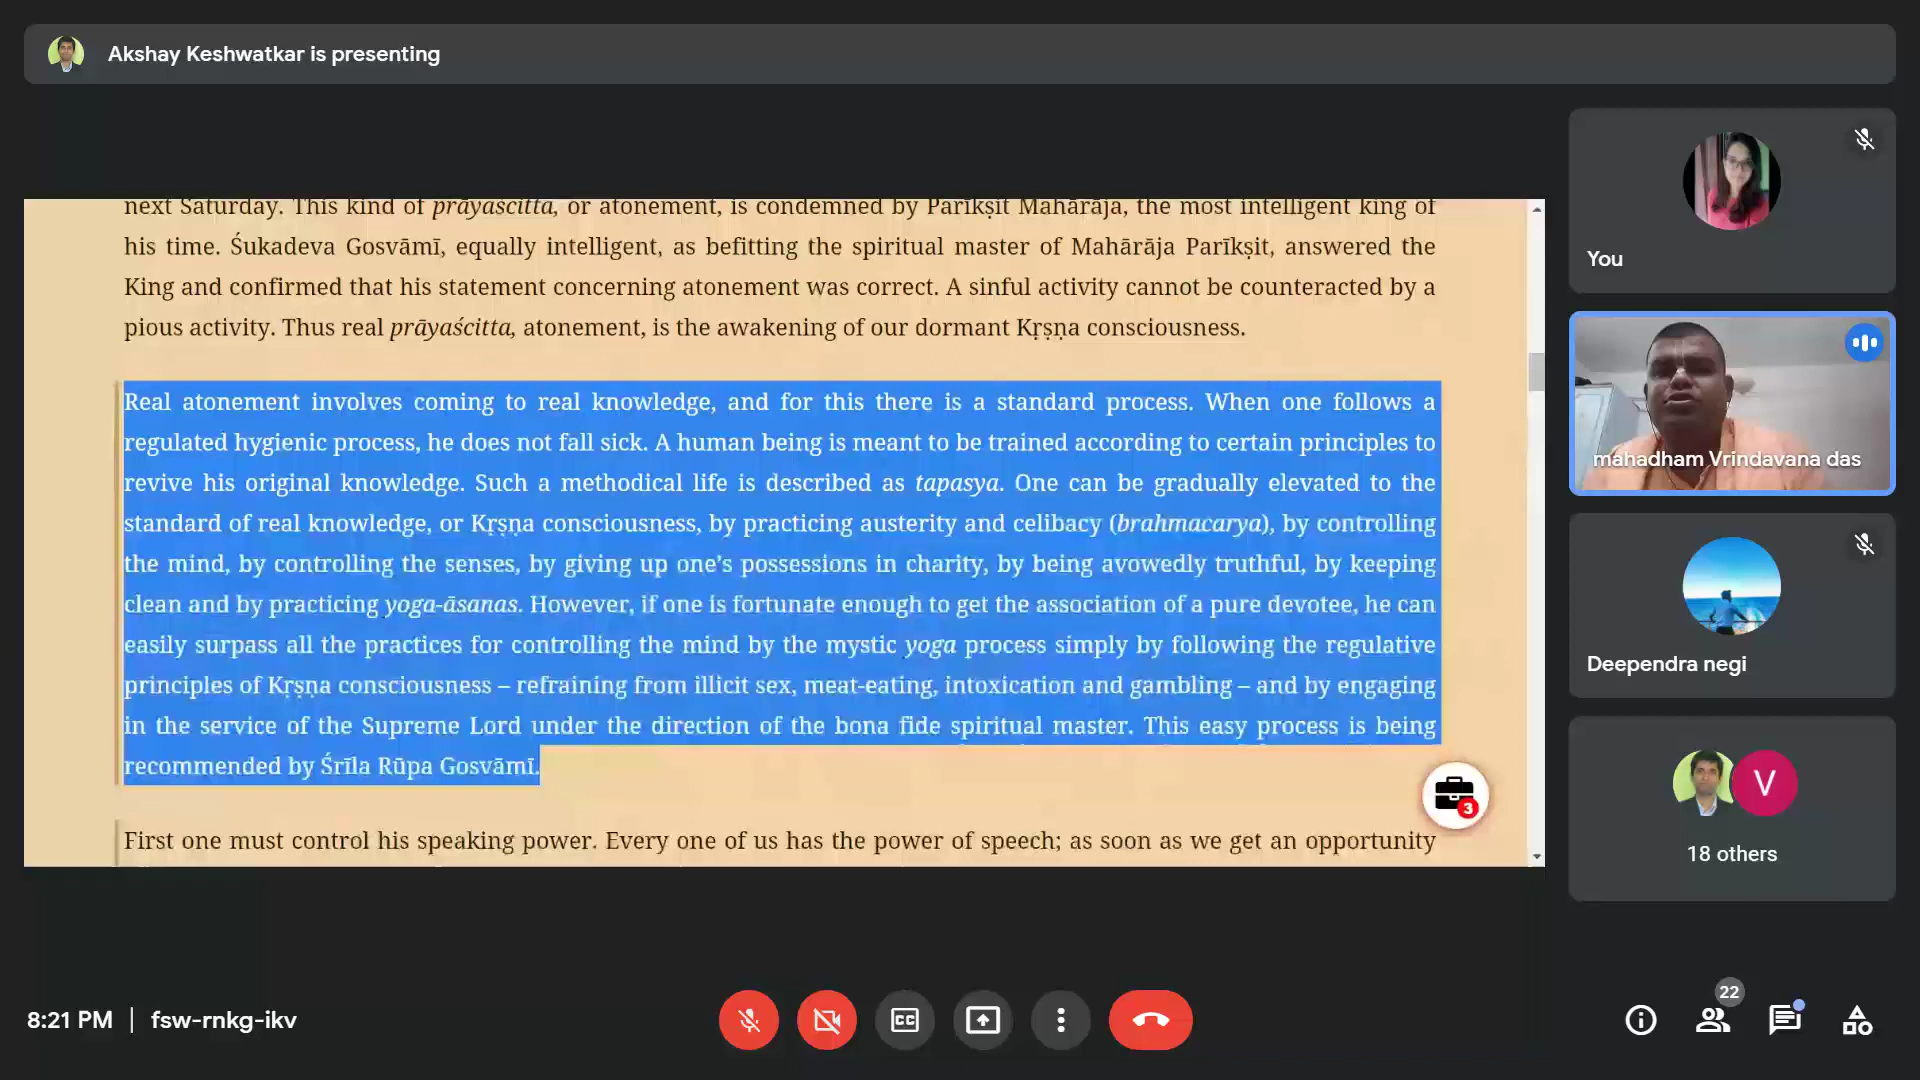 Akshay Keshwatkar is presenting
next Saturday. This kind of prāyaścitta, or atonement, is condemned by Parīkṣit Mahārāja, the most intelligent king of
his time. Śukadeva Gosvāmī, equally intelligent, as befitting the spiritual master of Mahārāja Parīkṣit, answered the
King and confirmed that his statement concerning atonement was correct. A sinful activity cannot be counteracted by a
pious activity. Thus real prāyaścitta, atonement, is the awakening of our dormant Kṛṣṇa consciousness.
Real atonement involves coming to real knowledge, and for this there is a standard process. When one follows a
regulated hygienic process, he does not fall sick. A human being is meant to be trained according to certain principles to
revive his original knowledge. Such a methodical life is described as tapasya. One can be gradually elevated to the
standard of real knowledge, or Kṛṣṇa consciousness, by practicing austerity and celibacy (brahmacarya), by controlling
the mind, by controlling the senses, by giving up one’s possessions in charity, by being avowedly truthful, by keeping
clean and by practicing yoga-āsanas. However, if one is fortunate enough to get the association of a pure devotee, he can
easily surpass all the practices for controlling the mind by the mystic yoga process simply by following the regulative
principles of Kṛṣṇa consciousness – refraining from illicit sex, meat-eating, intoxication and gambling – and by engaging
in the service of the Supreme Lord under the direction of the bona fide spiritual master. This easy process is being
recommended by Śrīla Rūpa Gosvāmī.
First one must control his speaking power. Every one of us has the power of speech; as soon as we get an opportunity
3
You
mahadham Vrindavana das
Deependra negi
V
18 others
8:21 PM | fsw-rnkg-ikv
CC
22